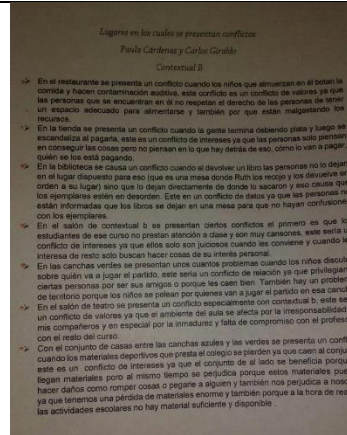 Lugares en los cuales se presentan conflictos
Paula Cárdenas y Carlos Giraldo
Contextual B
En el restaurante se presenta un conflicto cuando los niños que almuerzan en él botan la
comida y hacen contaminación auditiva, este conflicto es un conflicto de valores ya que
las personas que se encuentran en él no respetan el derecho de las personas de tener
un espacio adecuado para alimentarse y también por que están malgastando los
recursos.
En la tienda se presenta un conflicto cuando la gente termina debiendo plata y luego se
escandaliza al pagarla, este es un conflicto de intereses ya que las personas solo piensan
en conseguir las cosas pero no piensan en lo que hay detrás de eso, cómo lo van a pagar,
quién se los está pagando.
En la biblioteca se causa un conflicto cuando al devolver un libro las personas no lo dejan
en el lugar dispuesto para eso (que es una mesa donde Ruth los recoje y los devuelve en
orden a su lugar) sino que lo dejan directamente de donde lo sacaron y eso causa que
los ejemplares estén en desorden. Este en un conflicto de datos ya que las personas no
están informadas que los libros se dejan en una mesa para que no hayan confusiones
con los ejemplares.
En el salón de contextual b se presentan ciertos conflictos el primero es que los
estudiantes de ese curso no prestan atención a clase y son muy cansones, este sería un
conflicto de intereses ya que ellos solo son juiciosos cuando les conviene y cuando les
interesa de resto solo buscan hacer cosas de su interés personal.
En las canchas verdes se presentan unos cuantos problemas cuando los niños discuten
sobre quién va a jugar el partido, este sería un conflicto de relación ya que privilegian
ciertas personas por ser sus amigos o porque les caen bien. También hay un problema
de territorio porque los niños se pelean por quienes van a jugar el partido en esa cancha
En el salón de teatro se presenta un conflicto especialmente con contextual b, este sería
un conflicto de valores ya que el ambiente del aula se afecta por la irresponsabilidad
mis compañeros y en especial por la inmadurez y falta de compromiso con el profesor
con el resto del curso.
Con el conjunto de casas entre las canchas azules y las verdes se presenta un conflicto
cuando los materiales deportivos que presta el colegio se pierden ya que caen al conjunto
este es un conflicto de intereses ya que el conjunto de al lado se beneficia porque
llegan materiales pero al mismo tiempo se perjudica porque estos materiales pueden
hacer daños como romper cosas o pegarle a alguien y también nos perjudica a nosotros
ya que tenemos una pérdida de materiales enorme y también porque a la hora de
las actividades escolares no hay material suficiente y disponible.